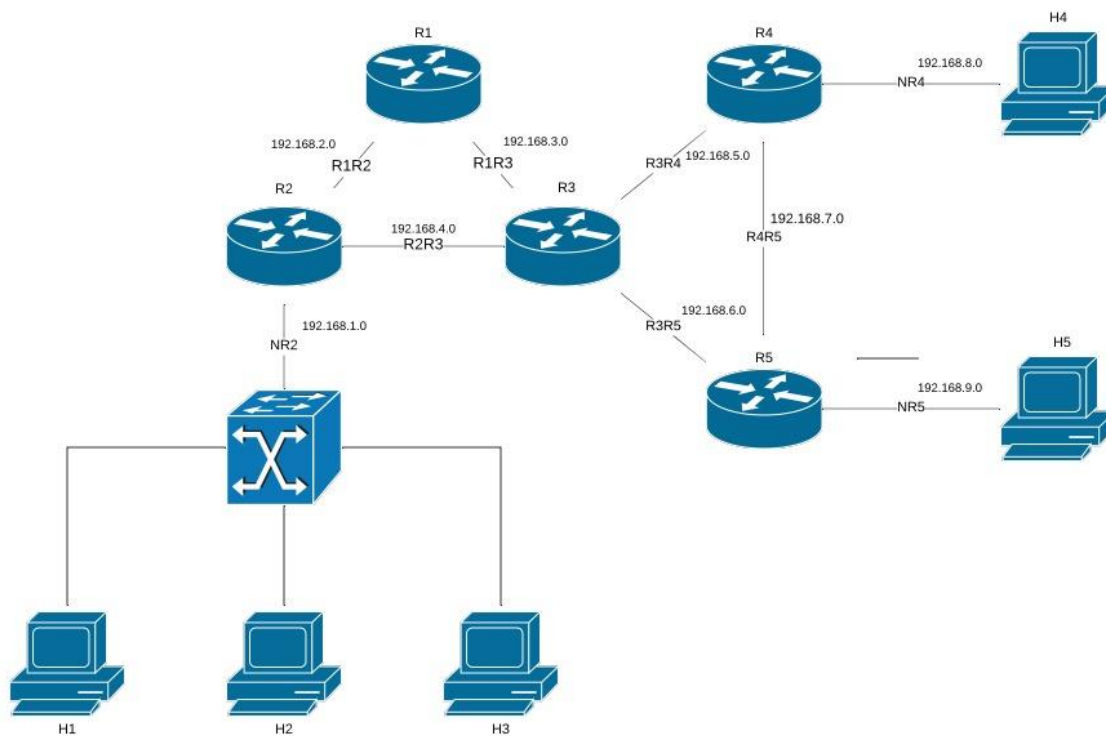 H4
R1
R4
192.168.8.0
NR4
192.168.2.0
192.168.3.0
R1R2
R1R3
R3R4
192.168.5.0
R2
R3
192.168.4.0
R2R3
192.168.7.0
R4R5
192.168.6.0
R3R5
192.168.1.0
NR2
R5
H5
192.168.9.0
NR5
H1
H2
H3